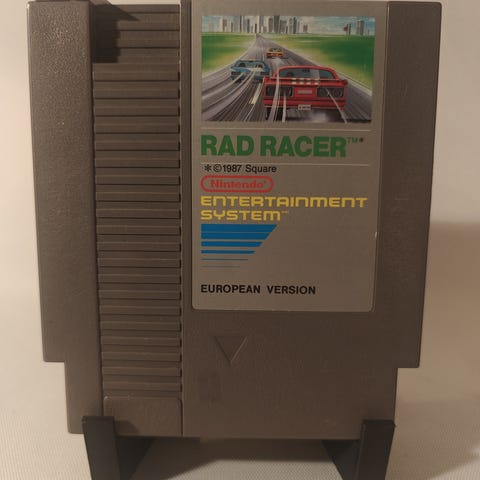 RAD RACER™*
*©1987 Square
Nintendo®
ENTERTAINMENT
SYSTEM™
EUROPEAN VERSION